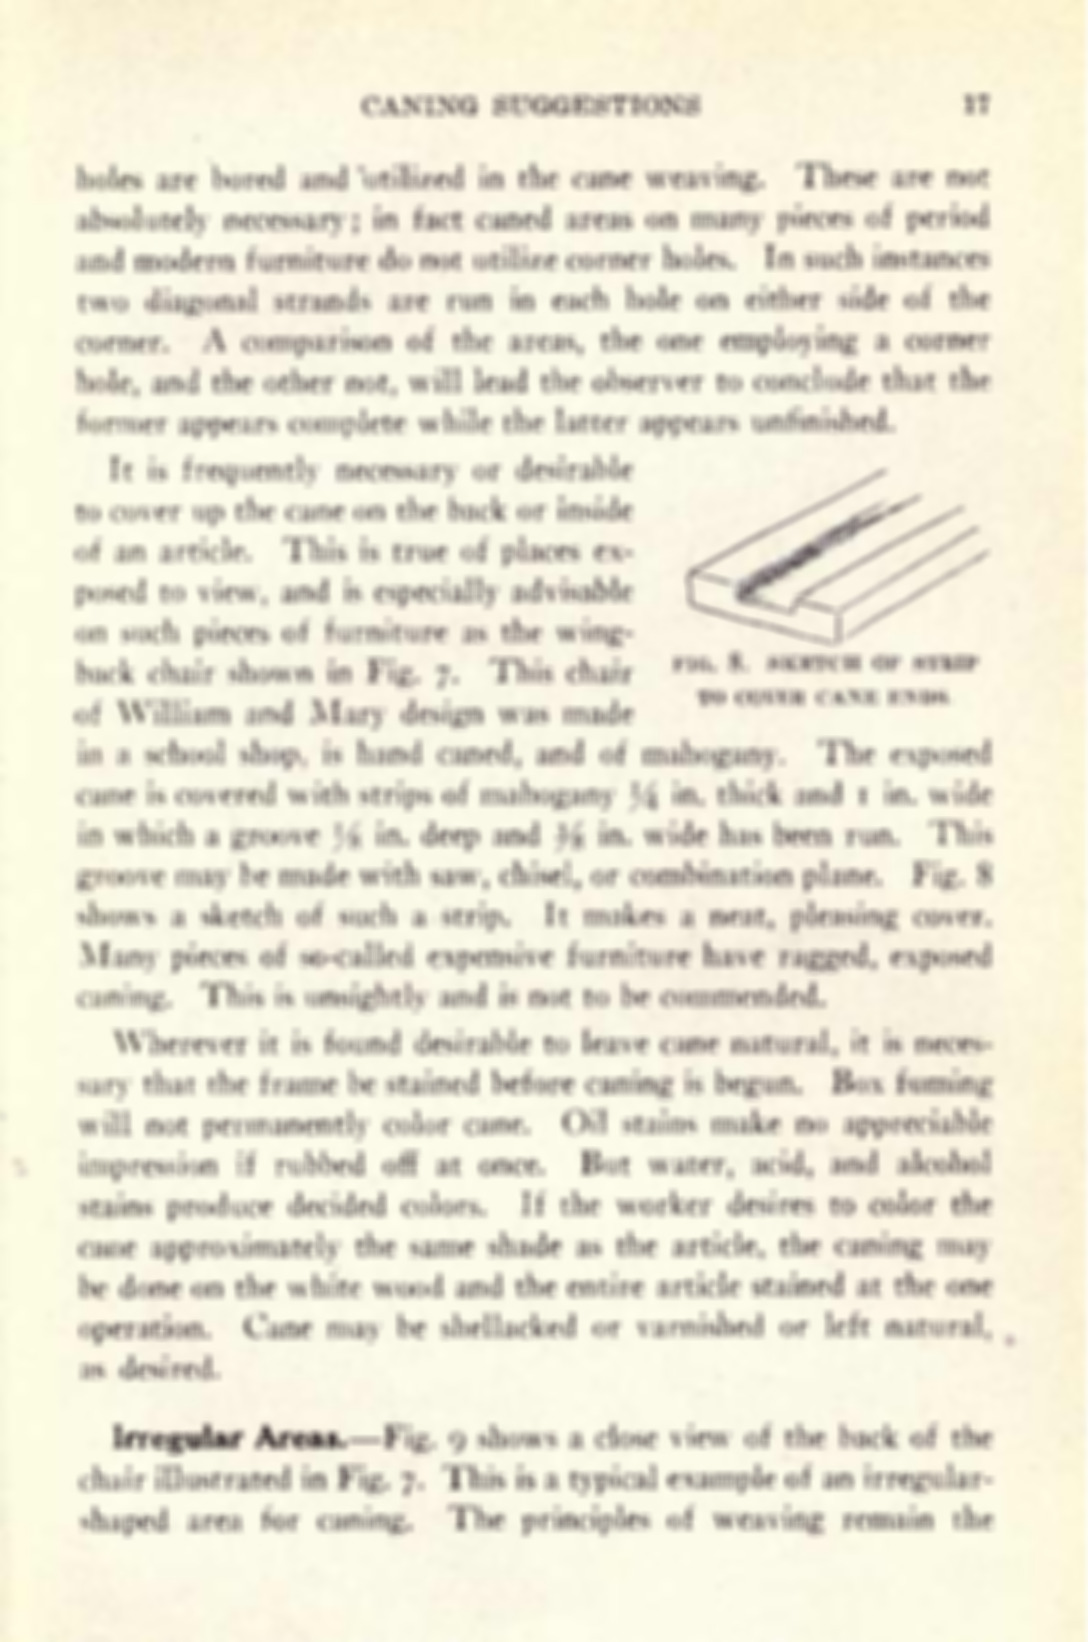 CANING SUGGESTIONS 17
holes are bored and utilized in the cane weaving. These are not
absolutely necessary; in fact caned areas on many pieces of period
and modern furniture do not utilize corner holes. In such instances
two diagonal strands are run in each hole on either side of the
corner. A comparison of the areas, the one employing a corner
hole, and the other not, will lead the observer to conclude that the
former appears complete while the latter appears unfinished.
It is frequently necessary or desirable
to cover up the cane on the back or inside
of an article. This is true of places ex-
posed to view, and is especially advisable
on such pieces of furniture as the wing-
back chair shown in Fig. 7. This chair
of William and Mary design was made
FIG. 8. SKETCH OF STRIP
TO COVER CANE ENDS
in a school shop, is hand caned, and of mahogany. The exposed
cane is covered with strips of mahogany ¼ in. thick and 1 in. wide
in which a groove ⅛ in. deep and ⅜ in. wide has been run. This
groove may be made with saw, chisel, or combination plane. Fig. 8
shows a sketch of such a strip. It makes a neat, pleasing cover.
Many pieces of so-called expensive furniture have ragged, exposed
caning. This is unsightly and is not to be commended.
Wherever it is found desirable to leave cane natural, it is neces-
sary that the frame be stained before caning is begun. Box fuming
will not permanently color cane. Oil stains make no appreciable
impression if rubbed off at once. But water, acid, and alcohol
stains produce decided colors. If the worker desires to color the
cane approximately the same shade as the article, the caning may
be done on the white wood and the entire article stained at the one
operation. Cane may be shellacked or varnished or left natural,
as desired.
Irregular Areas.—Fig. 9 shows a close view of the back of the
chair illustrated in Fig. 7. This is a typical example of an irregular-
shaped area for caning. The principles of weaving remain the